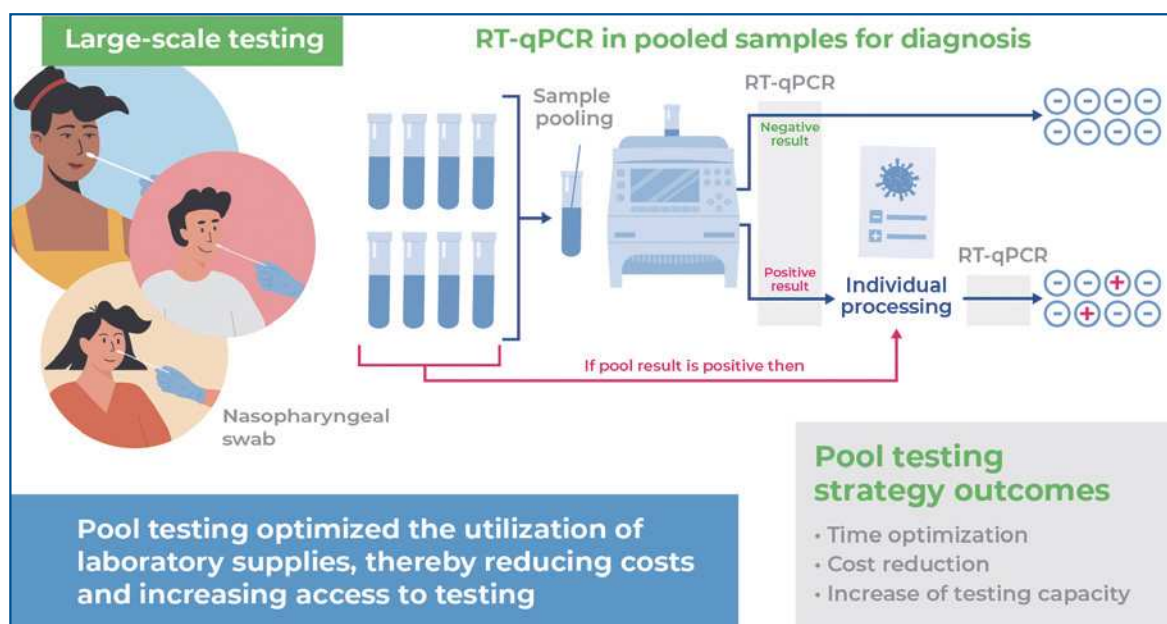 Large-scale testing
RT-qPCR in pooled samples for diagnosis
Sample
pooling
RT-qPCR
Negative
result
Positive
result
Individual
processing
RT-qPCR
If pool result is positive then
Nasopharyngeal
swab
Pool testing optimized the utilization of
laboratory supplies, thereby reducing costs
and increasing access to testing
Pool testing
strategy outcomes
• Time optimization
• Cost reduction
• Increase of testing capacity